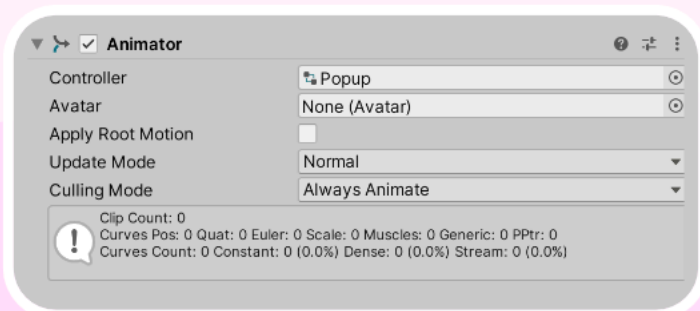 Animator
Controller Popup
Avatar None (Avatar)
Apply Root Motion
Update Mode Normal
Culling Mode Always Animate
Clip Count: 0
Curves Pos: 0 Quat: 0 Euler: 0 Scale: 0 Muscles: 0 Generic: 0 PPtr: 0
Curves Count: 0 Constant: 0 (0.0%) Dense: 0 (0.0%) Stream: 0 (0.0%)